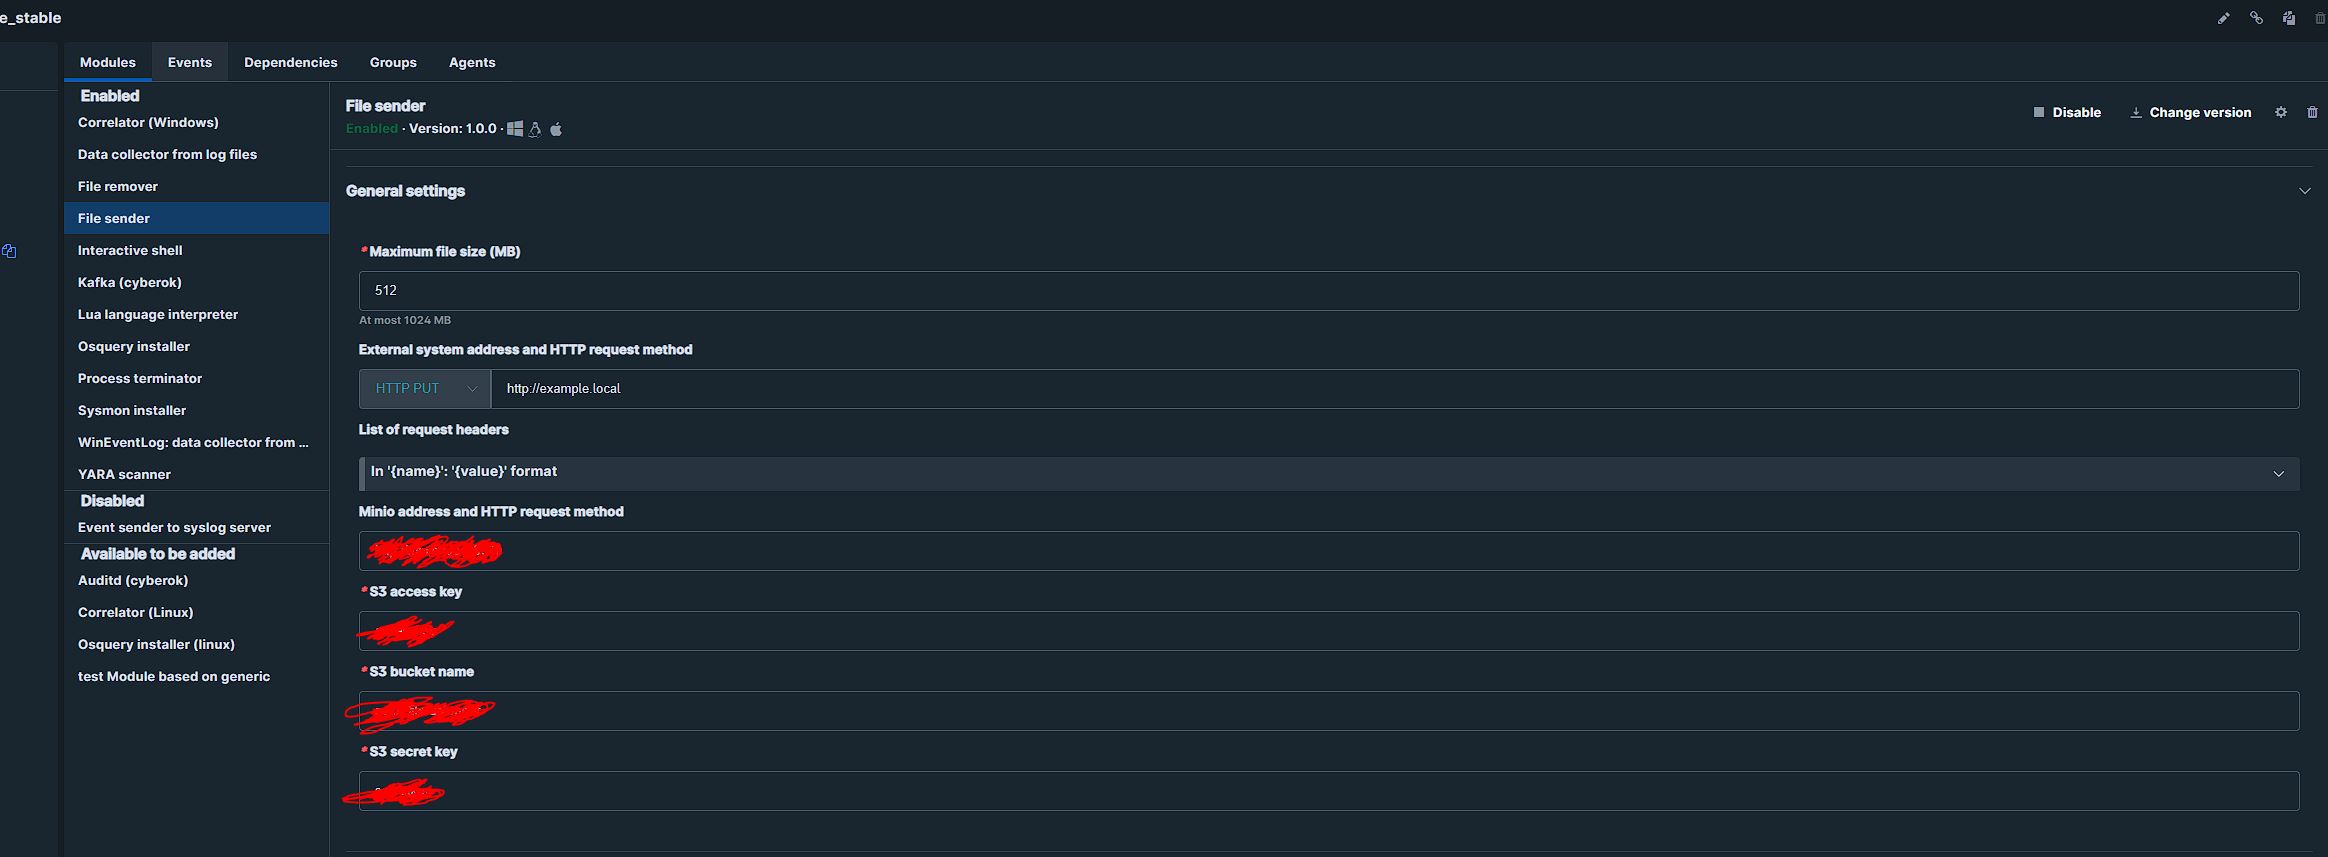 e_stable
Modules
Events
Dependencies
Groups
Agents
Enabled
Correlator (Windows)
Data collector from log files
File remover
File sender
Interactive shell
Kafka (cyberok)
Lua language interpreter
Osquery installer
Process terminator
Sysmon installer
WinEventLog: data collector from ...
YARA scanner
Disabled
Event sender to syslog server
Available to be added
Auditd (cyberok)
Correlator (Linux)
Osquery installer (linux)
test Module based on generic
File sender
Enabled · Version: 1.0.0 ·
Disable
Change version
General settings
*Maximum file size (MB)
512
At most 1024 MB
External system address and HTTP request method
HTTP PUT
http://example.local
List of request headers
In '{name}': '{value}' format
Minio address and HTTP request method
*S3 access key
*S3 bucket name
*S3 secret key